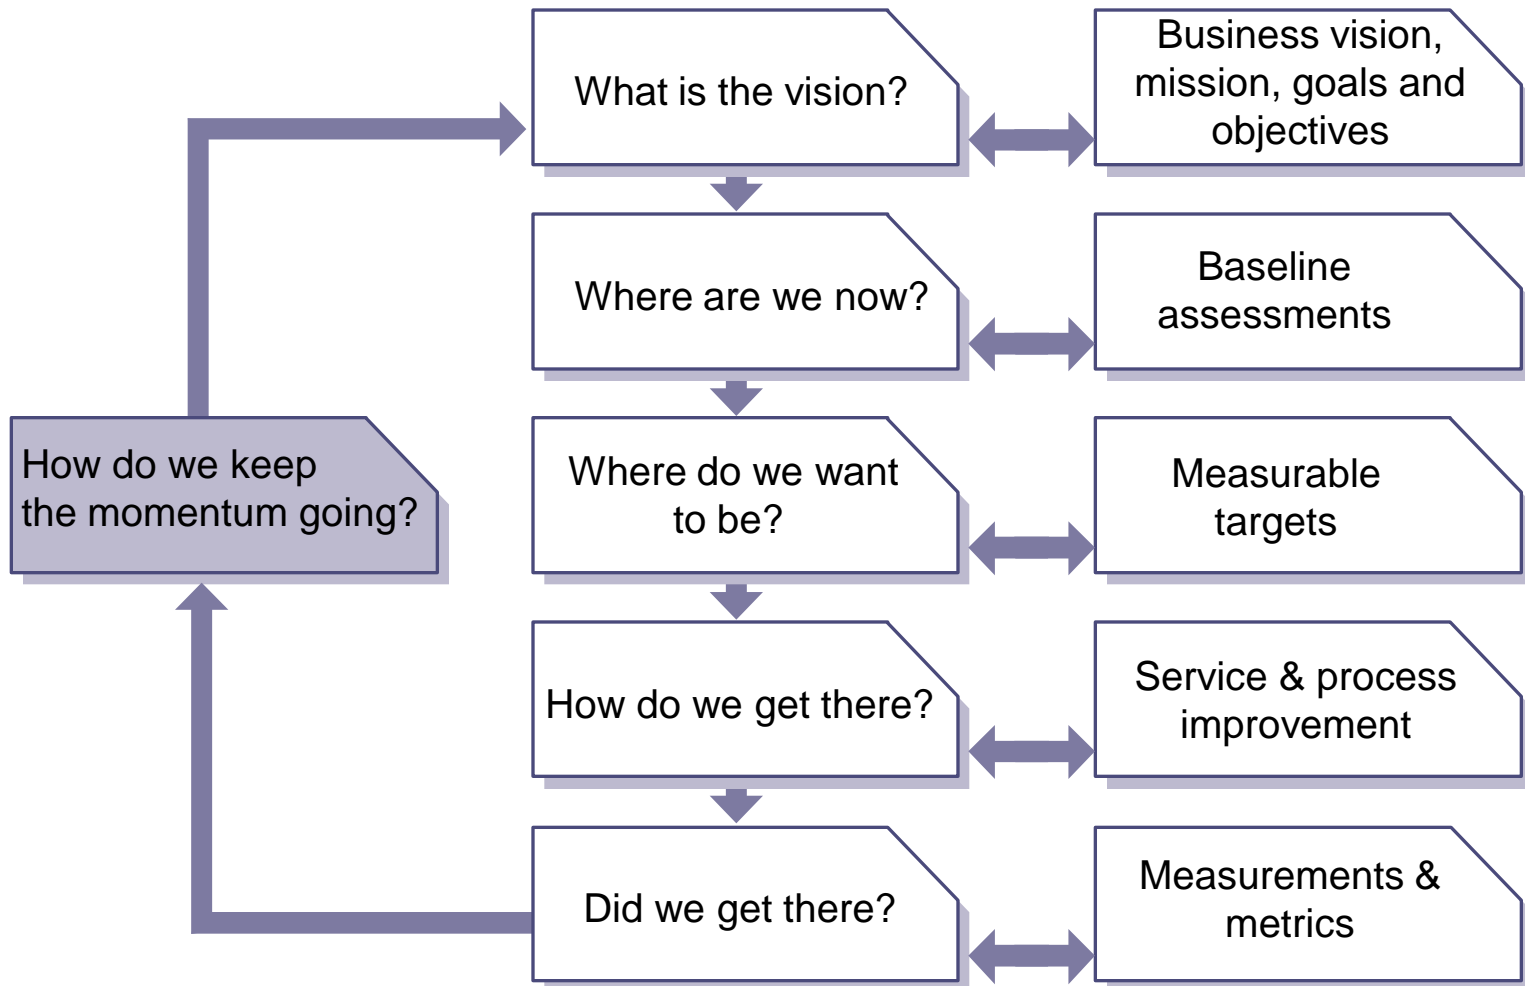 What is the vision?
Business vision,
mission, goals and
objectives
Where are we now?
Baseline
assessments
How do we keep
the momentum going?
Where do we want
to be?
Measurable
targets
How do we get there?
Service & process
improvement
Did we get there?
Measurements &
metrics